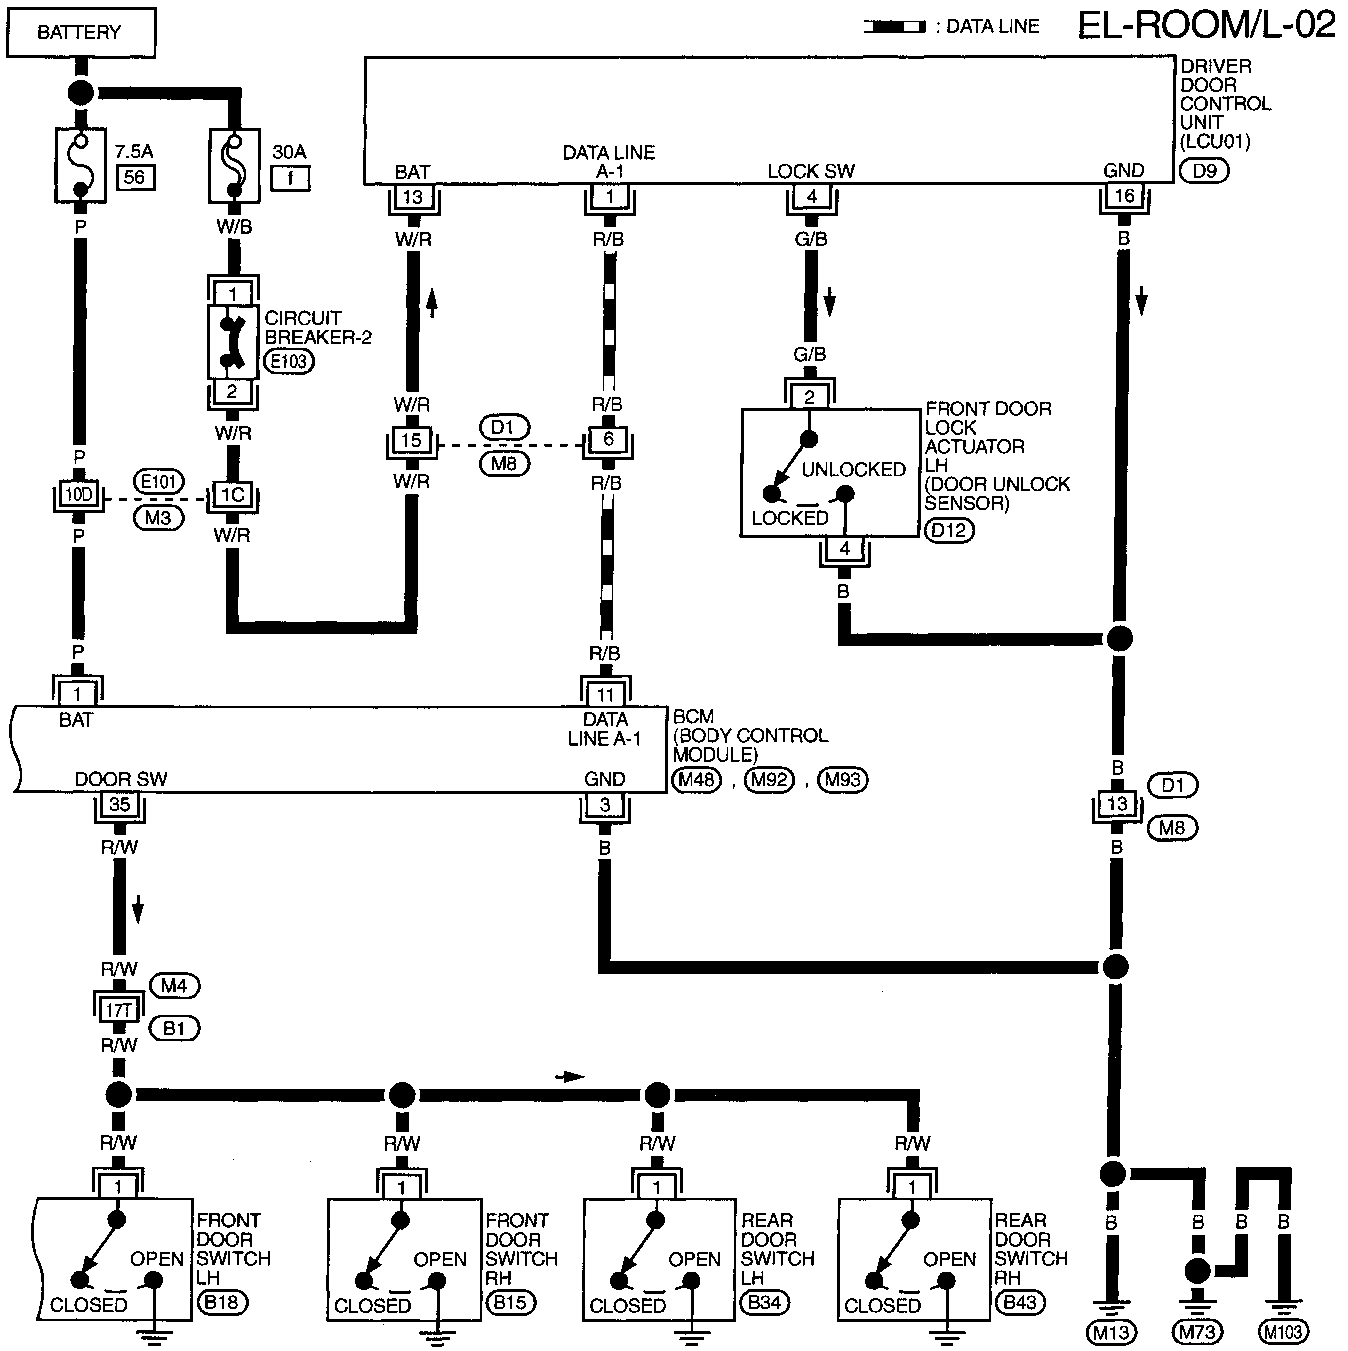 BATTERY
: DATA LINE
EL-ROOM/L-02
DRIVER
DOOR
CONTROL
UNIT
(LCU01)
D9
7.5A
56
30A
f
BAT
DATA LINE
A-1
LOCK SW
GND
13
1
4
16
P
W/B
W/R
R/B
G/B
B
1
CIRCUIT
BREAKER-2
E103
2
G/B
2
W/R
W/R
R/B
FRONT DOOR
LOCK
ACTUATOR
LH
(DOOR UNLOCK
SENSOR)
D12
15
D1
M8
6
UNLOCKED
LOCKED
P
W/R
R/B
10D
E101
M3
1C
P
W/R
4
B
P
R/B
1
11
BAT
DATA
LINE A-1
BCM
(BODY CONTROL
MODULE)
M48 , M92 , M93
DOOR SW
GND
35
3
B
13
D1
M8
R/W
B
B
R/W
M4
17T
B1
R/W
R/W
R/W
R/W
R/W
1
1
1
1
FRONT
DOOR
SWITCH
LH
B18
OPEN
CLOSED
FRONT
DOOR
SWITCH
RH
B15
OPEN
CLOSED
REAR
DOOR
SWITCH
LH
B34
OPEN
CLOSED
REAR
DOOR
SWITCH
RH
B43
OPEN
CLOSED
B
B
B
B
M13
M73
M103